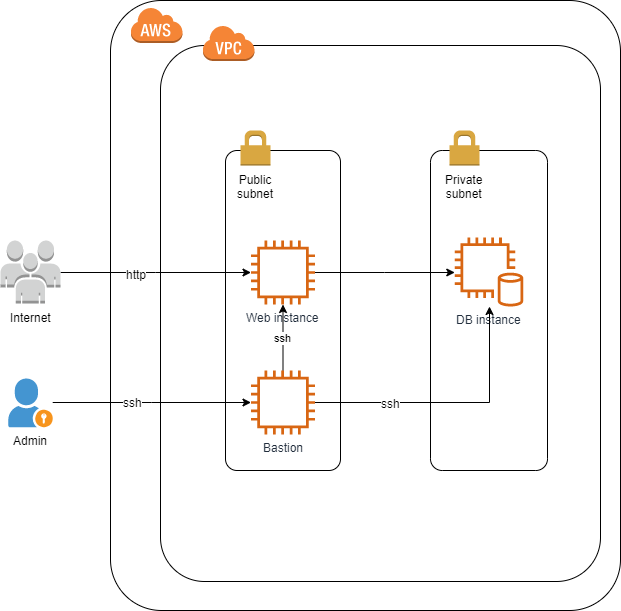 AWS
VPC
Public
subnet
Private
subnet
http
Internet
Web instance
DB instance
ssh
ssh
ssh
Admin
Bastion